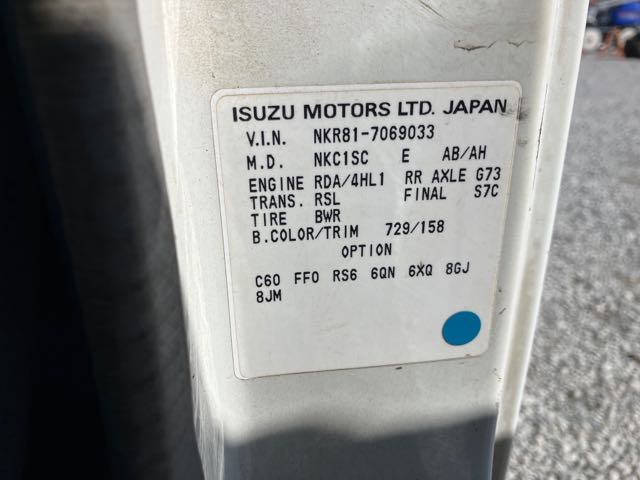 ISUZU MOTORS LTD. JAPAN
V.I.N. NKR81-7069033
M.D. NKC1SC E AB/AH
ENGINE RDA/4HL1 RR AXLE G73
TRANS. RSL FINAL S7C
TIRE BWR
B.COLOR/TRIM 729/158
OPTION
C60 FF0 RS6 6QN 6XQ 8GJ
8JM